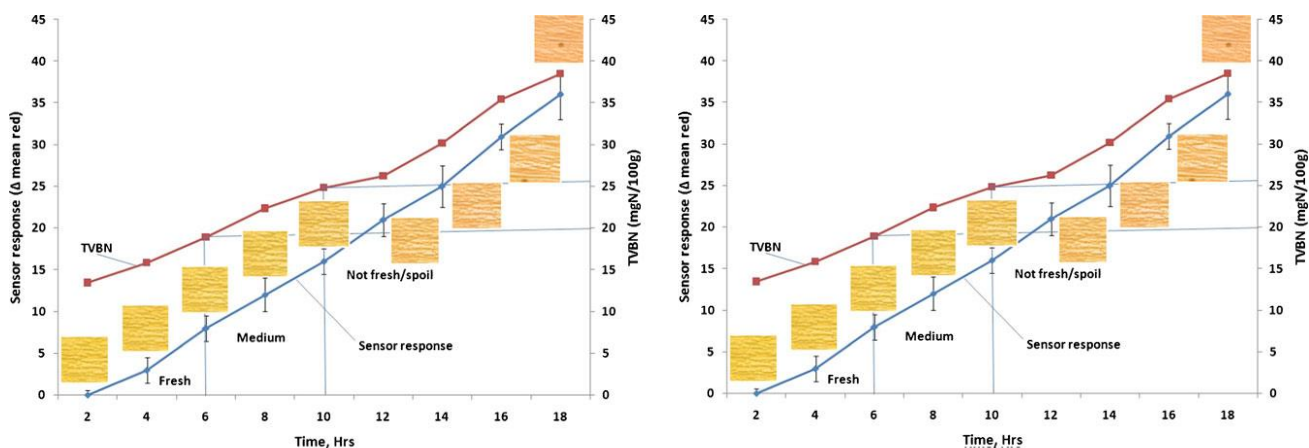 Sensor response (Δ mean red)
45
40
35
30
25
20
15
10
5
0
TVBN
Fresh
Medium
Not fresh/spoil
Sensor response
2 4 6 8 10 12 14 16 18
Time, Hrs
45
40
35
30
25
20
15
10
5
0
TVBN (mgN/100g)
Sensor response (Δ mean red)
45
40
35
30
25
20
15
10
5
0
TVBN
Fresh
Medium
Not fresh/spoil
Sensor response
2 4 6 8 10 12 14 16 18
Time, Hrs
45
40
35
30
25
20
15
10
5
0
TVBN (mgN/100g)